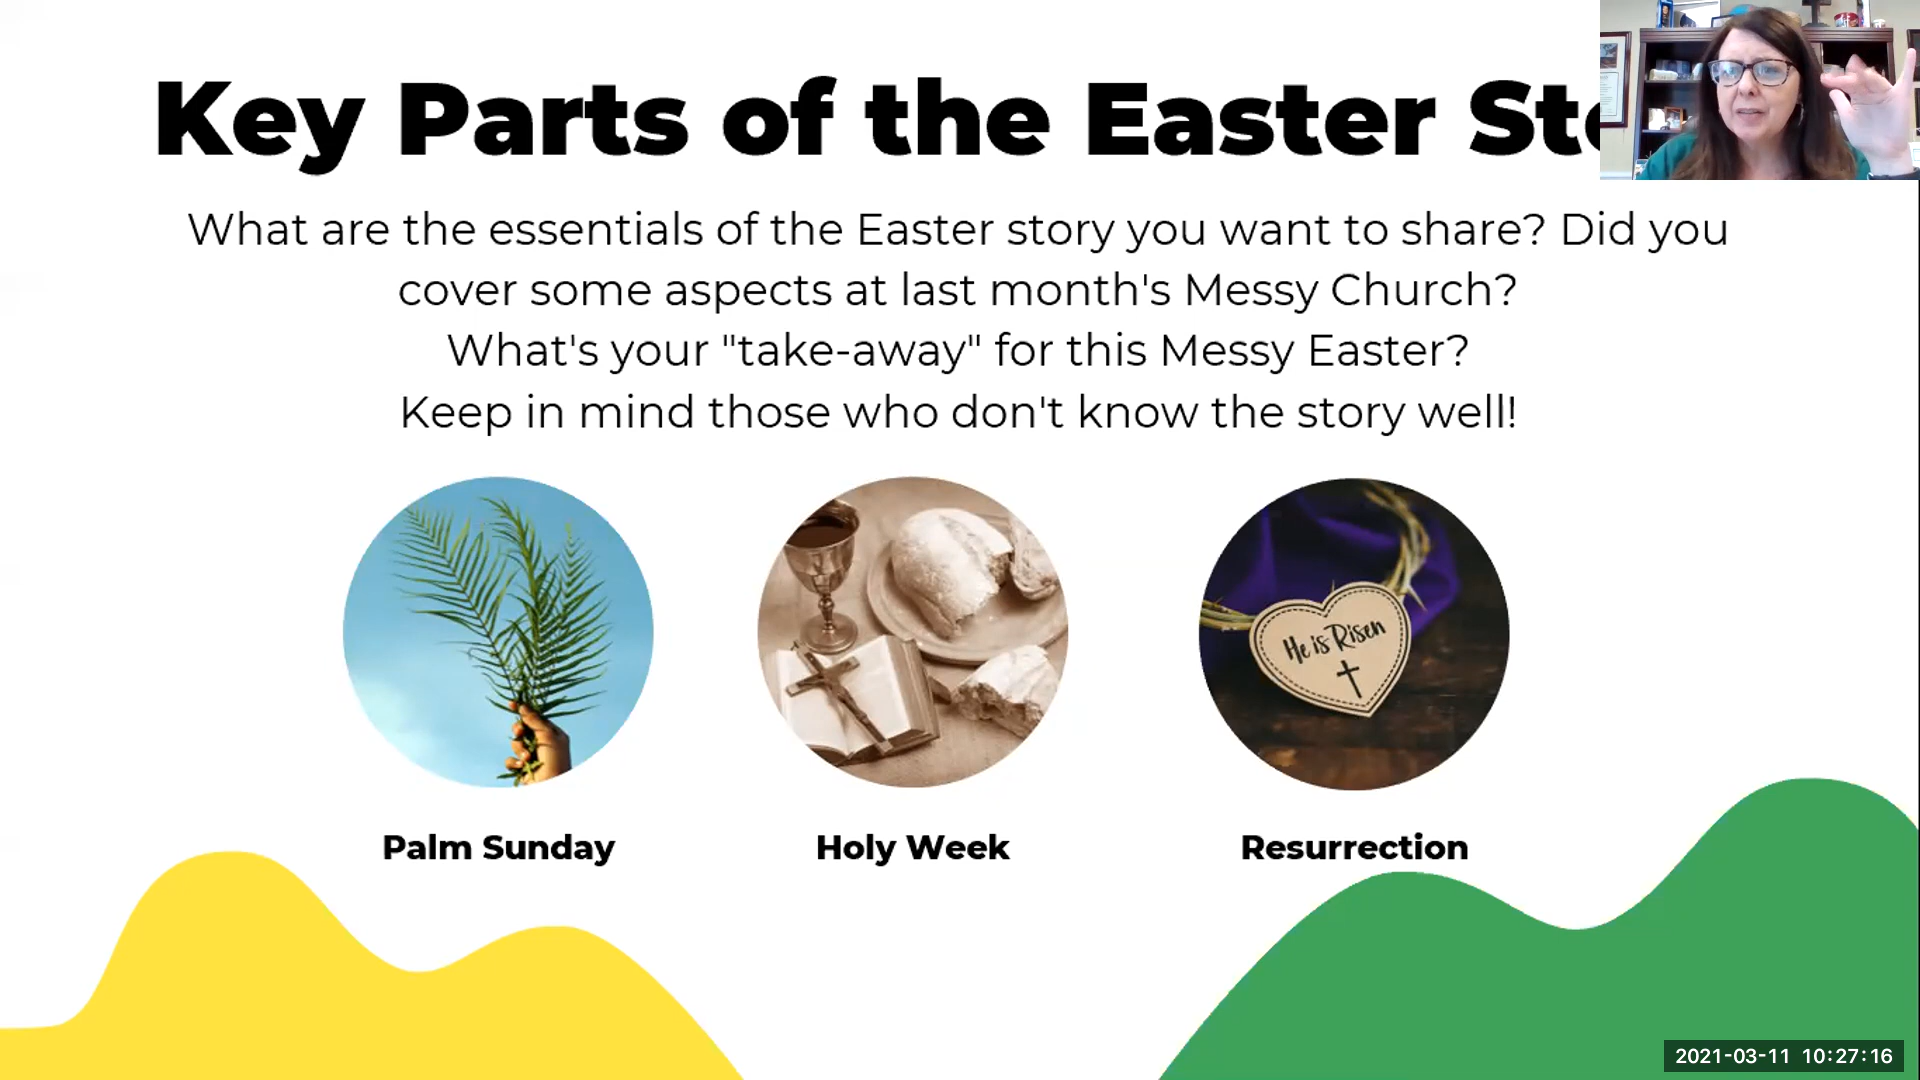 Key Parts of the Easter
What are the essentials of the Easter story you want to share? Did you
cover some aspects at last month's Messy Church?
What's your "take-away" for this Messy Easter?
Keep in mind those who don't know the story well!
He is Risen
Palm Sunday
Holy Week
Resurrection
2021-03-11 10:27:16